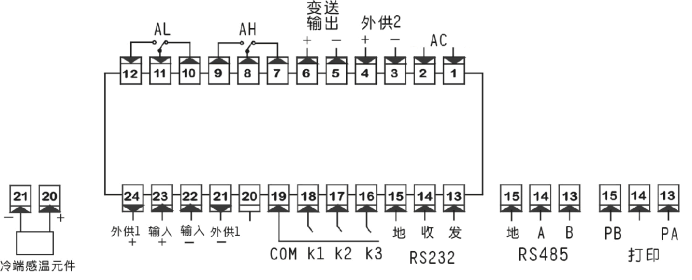 变送
输出
外供2
AL
AH
+ − + −
AC
12 11 10 9 8 7 6 5 4 3 2 1
21 20
− +
冷端感温元件
24 23 22 21 20 19 18 17 16 15 14 13
外供1 输入 输入 外供1
+ + − −
COM k1 k2 k3
地 收 发
RS232
15 14 13
地 A B
RS485
15 14 13
PB PA
打印